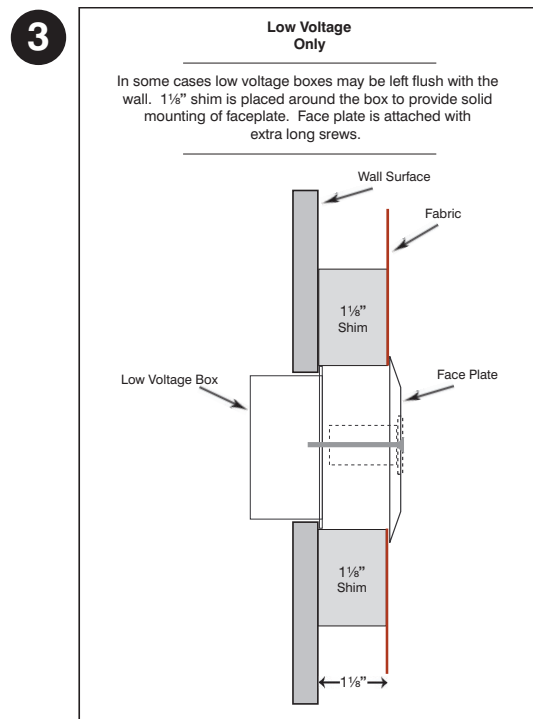 3
Low Voltage
Only
In some cases low voltage boxes may be left flush with the
wall.  1⅛” shim is placed around the box to provide solid
mounting of faceplate.  Face plate is attached with
extra long srews.
Wall Surface
Fabric
1⅛”
Shim
Low Voltage Box
Face Plate
1⅛”
Shim
1⅛”